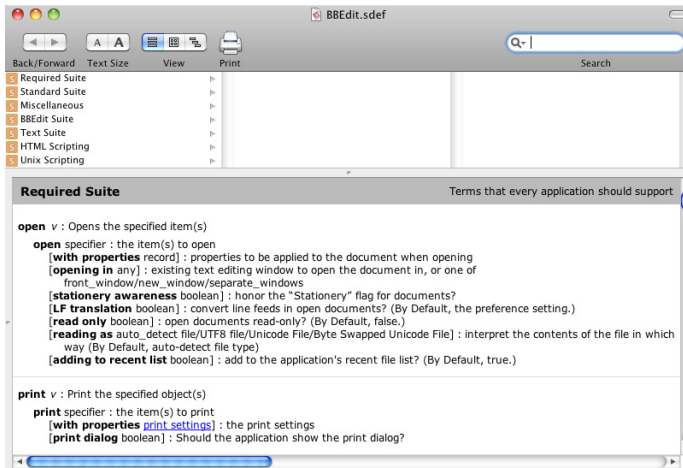 BBEdit.sdef
A A
Back/Forward Text Size View Print Search
S Required Suite
S Standard Suite
S Miscellaneous
S BBEdit Suite
S Text Suite
S HTML Scripting
S Unix Scripting
Required Suite Terms that every application should support
open v : Opens the specified item(s)
open specifier : the item(s) to open
[with properties record] : properties to be applied to the document when opening
[opening in any] : existing text editing window to open the document in, or one of
front_window/new_window/separate_windows
[stationery awareness boolean] : honor the “Stationery” flag for documents?
[LF translation boolean] : convert line feeds in open documents? (By Default, the preference setting.)
[read only boolean] : open documents read-only? (By Default, false.)
[reading as auto_detect file/UTF8 file/Unicode File/Byte Swapped Unicode File] : interpret the contents of the file in which
way (By Default, auto-detect file type)
[adding to recent list boolean] : add to the application's recent file list? (By Default, true.)
print v : Print the specified object(s)
print specifier : the item(s) to print
[with properties print settings] : the print settings
[print dialog boolean] : Should the application show the print dialog?